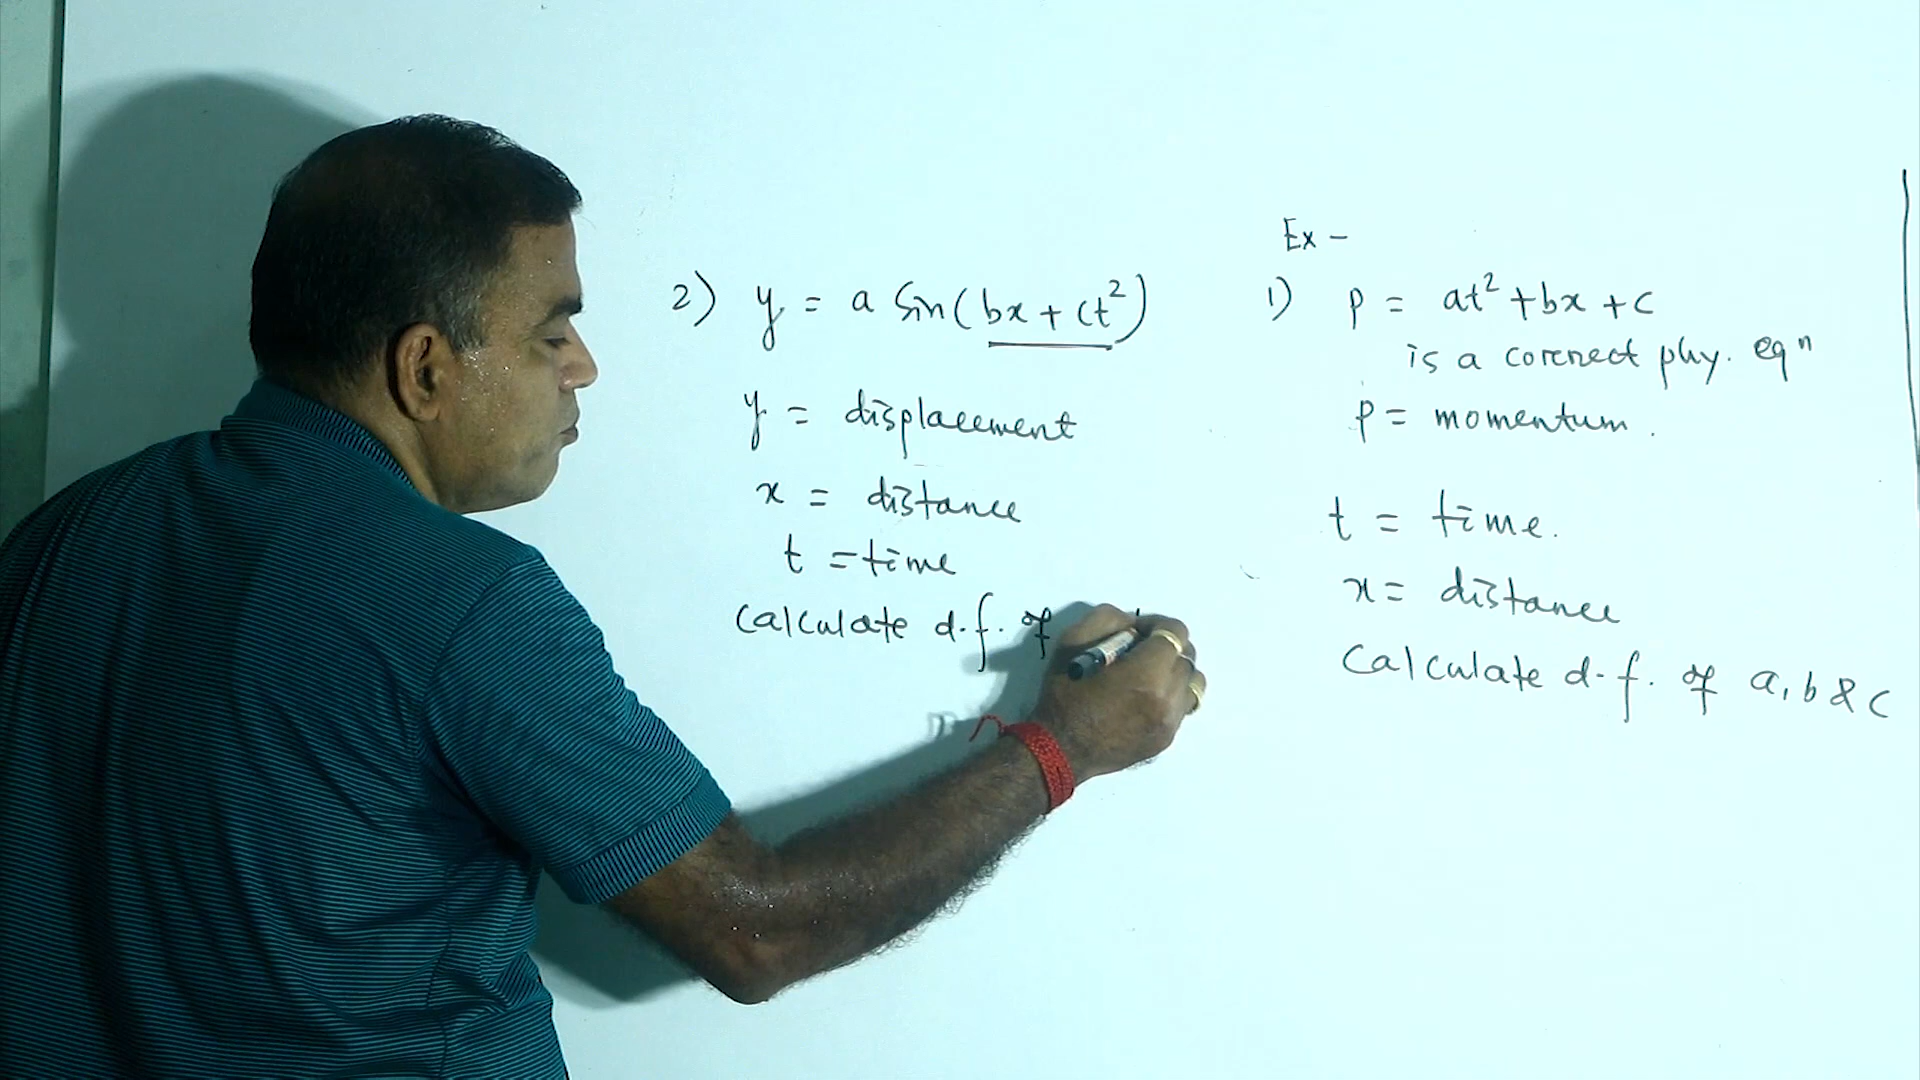 2) y = a Sin(bx + ct²)
y = displacement
x = distance
t = time
Calculate d.f. of
Ex -
1) p = at² + bx + c
is a correct phy. eqⁿ
p = momentum.
t = time.
x = distance
Calculate d.f. of a, b & c